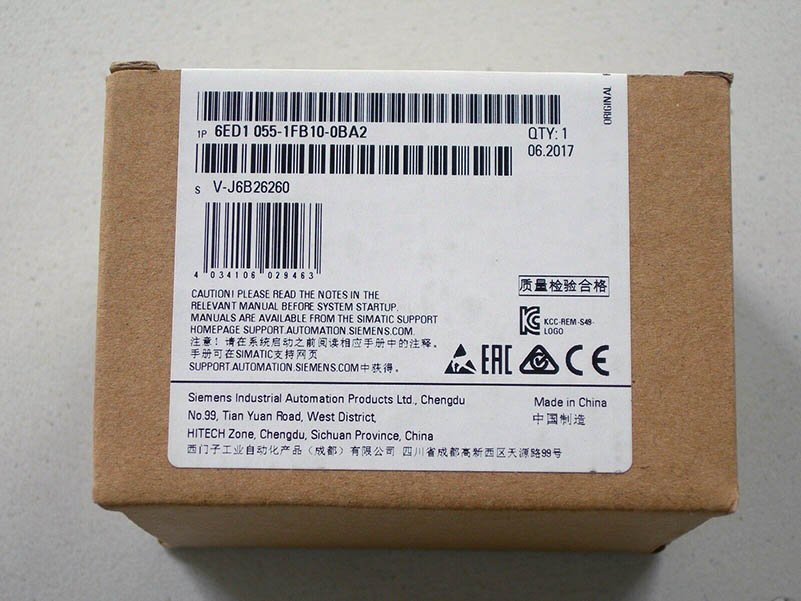 ORIGINAL
1P 6ED1 055-1FB10-0BA2
QTY: 1
06.2017
S V-J6B26260
4 034106 029463
CAUTION! PLEASE READ THE NOTES IN THE
RELEVANT MANUAL BEFORE SYSTEM STARTUP.
MANUALS ARE AVAILABLE FROM THE SIMATIC SUPPORT
HOMEPAGE SUPPORT.AUTOMATION.SIEMENS.COM.
注意！请在系统启动之前阅读相应手册中的注释。
手册可在SIMATIC支持网页
SUPPORT.AUTOMATION.SIEMENS.COM中获得。
质量检验合格
KCC-REM-S49-
LOGO
EAC CE
Siemens Industrial Automation Products Ltd., Chengdu
No.99, Tian Yuan Road, West District,
HITECH Zone, Chengdu, Sichuan Province, China
西门子工业自动化产品（成都）有限公司 四川省成都高新西区天源路99号
Made in China
中国制造